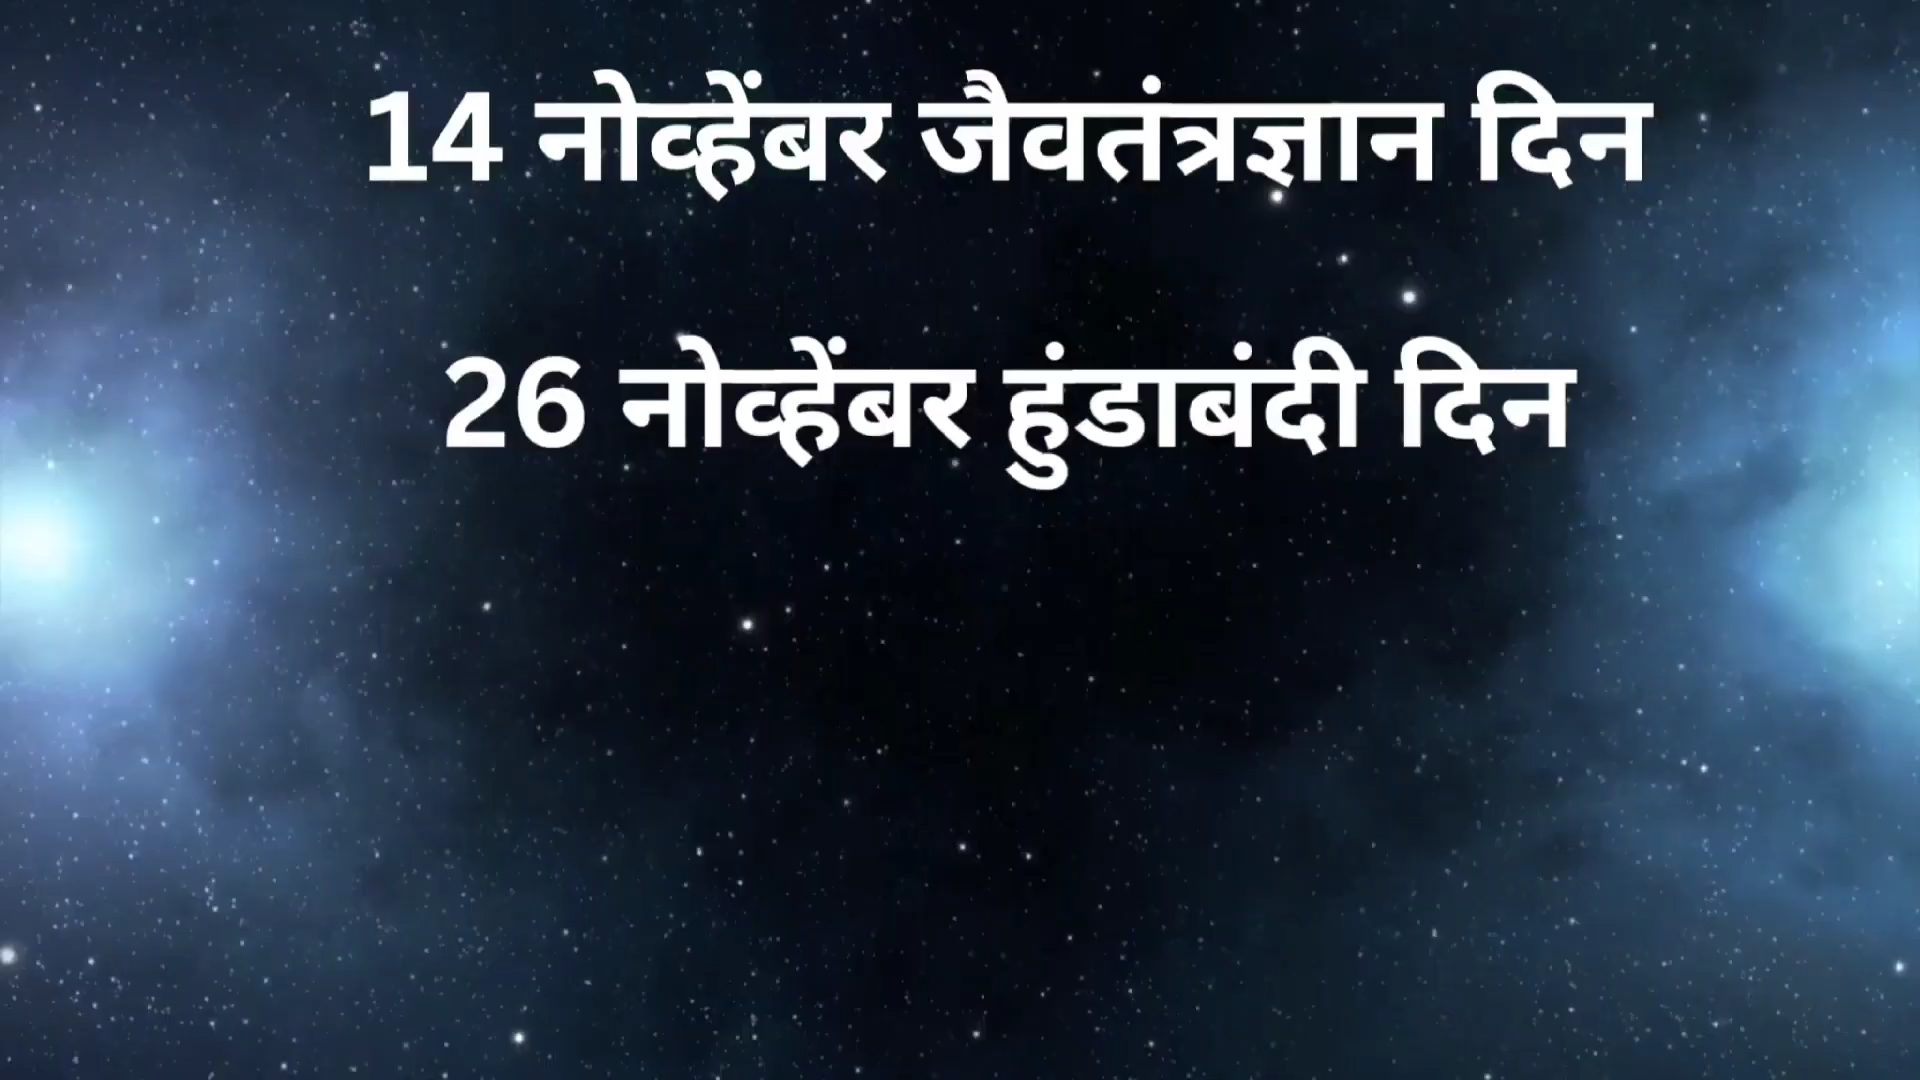 14 नोव्हेंबर जैवतंत्रज्ञान दिन
26 नोव्हेंबर हुंडाबंदी दिन